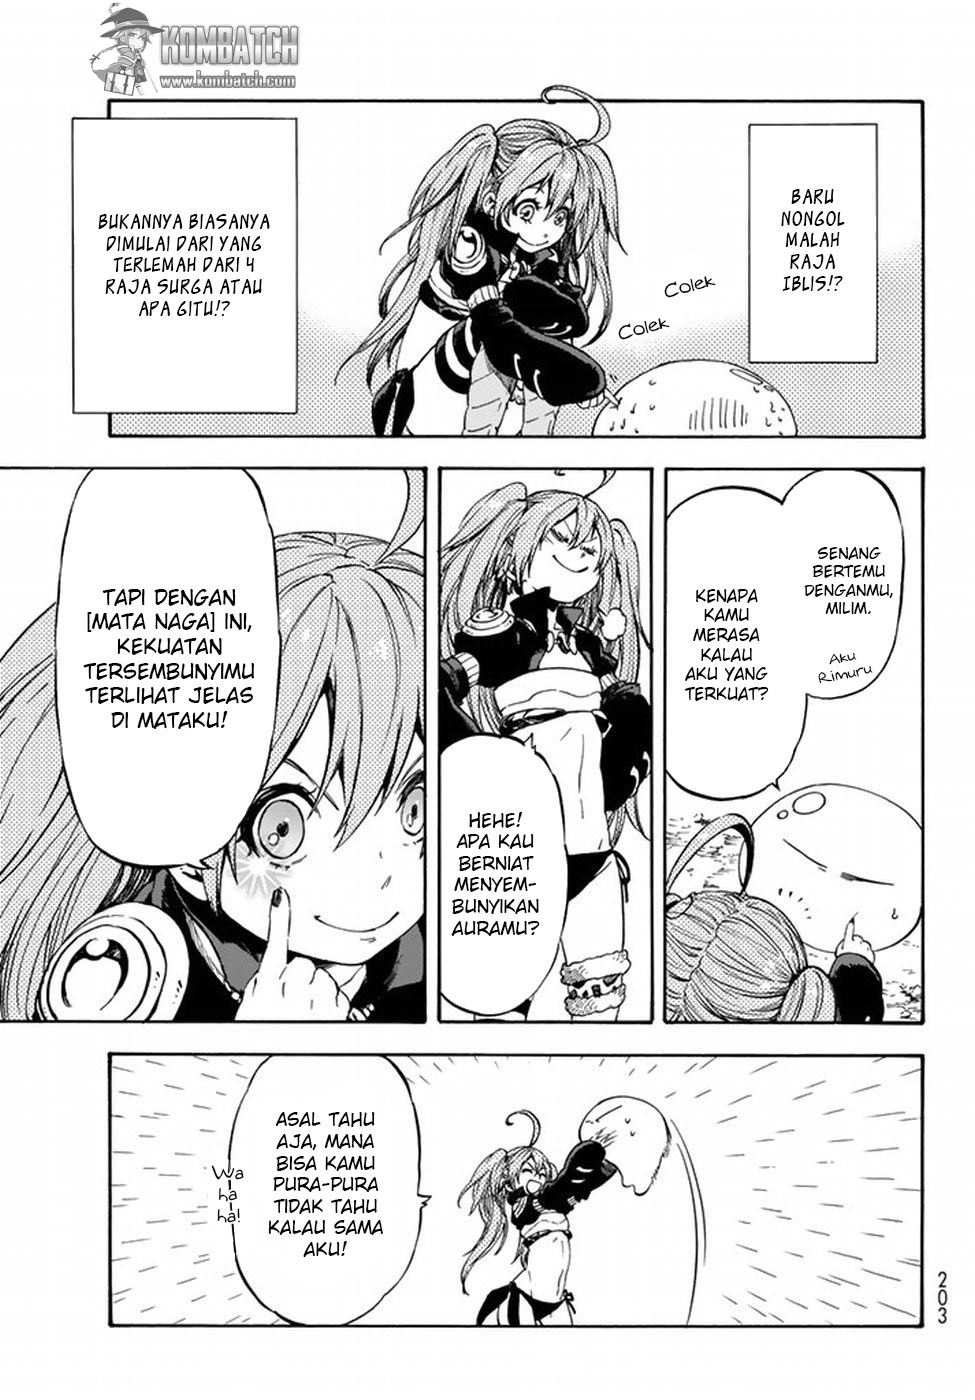 KOMBATCH
www.kombatch.com
BARU
NONGOL
MALAH
RAJA
IBLIS!?
Colek
Colek
BUKANNYA BIASANYA
DIMULAI DARI YANG
TERLEMAH DARI 4
RAJA SURGA ATAU
APA GITU!?
SENANG
BERTEMU
DENGANMU,
MILIM.
Aku
Rimuru
KENAPA
KAMU
MERASA
KALAU
AKU YANG
TERKUAT?
HEHE!
APA KAU
BERNIAT
MENYEM-
BUNYIKAN
AURAMU?
TAPI DENGAN
[MATA NAGA] INI,
KEKUATAN
TERSEMBUNYIMU
TERLIHAT JELAS
DI MATAKU!
ASAL TAHU
AJA, MANA
BISA KAMU
PURA-PURA
TIDAK TAHU
KALAU SAMA
AKU!
Wa
ha
ha!
203